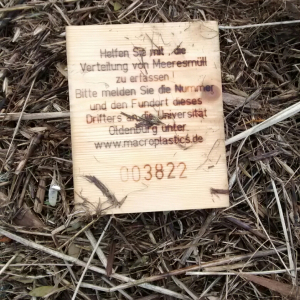 Helfen Sie mit , die
Verteilung von Meeresmüll
zu erfassen !
Bitte melden Sie die Nummer
und den Fundort dieses
Drifters an die Universität
Oldenburg unter
www.macroplastics.de
003822